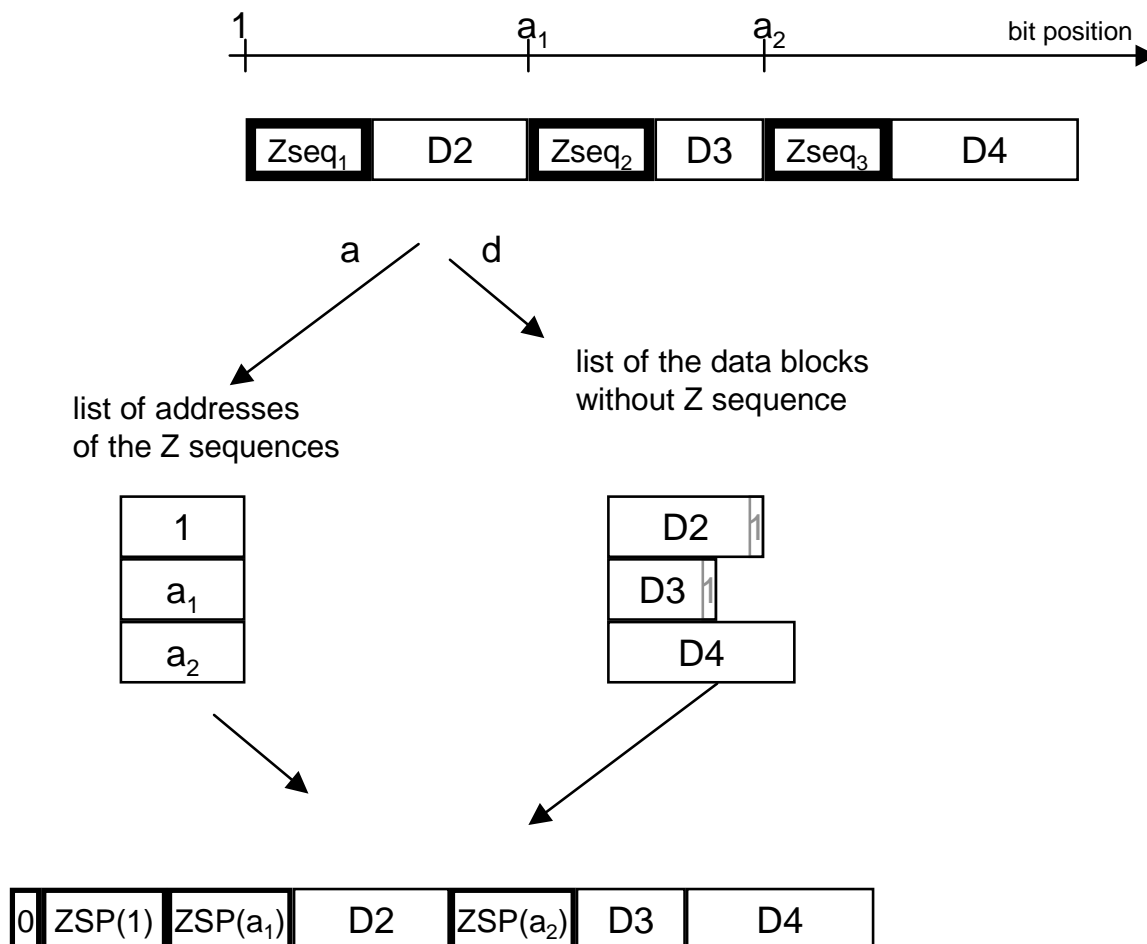 1 a₁ a₂ bit position
Zseq₁ D2 Zseq₂ D3 Zseq₃ D4
a d
list of the data blocks
without Z sequence
list of addresses
of the Z sequences
1
a₁
a₂
D2 1
D3 1
D4
0 ZSP(1) ZSP(a₁) D2 ZSP(a₂) D3 D4